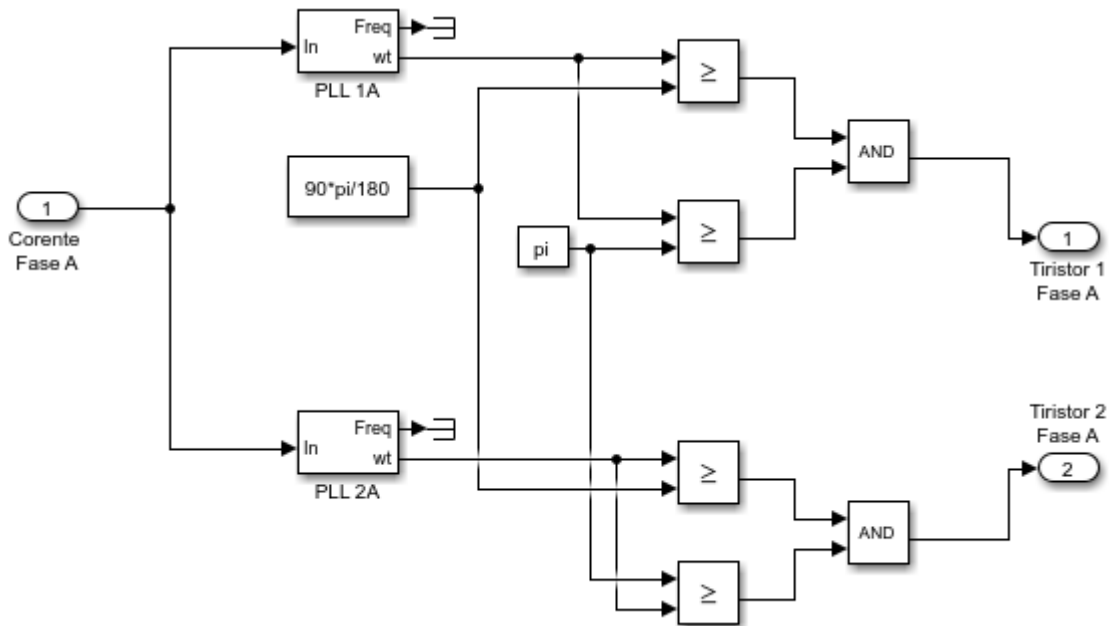 Freq
In
wt
PLL 1A
≥
AND
90*pi/180
1
Corente
Fase A
≥
pi
1
Tiristor 1
Fase A
Freq
In
wt
PLL 2A
≥
AND
≥
Tiristor 2
Fase A
2